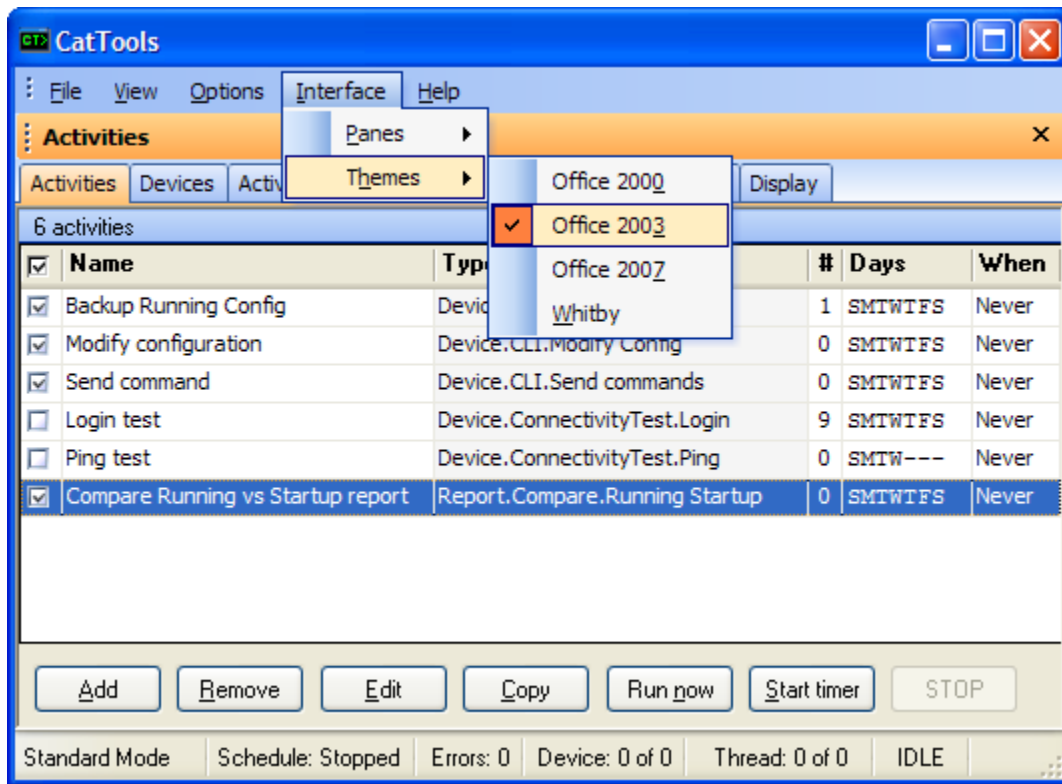 CT> CatTools
File View Options Interface Help
Activities
Panes
Themes
Activities Devices Activ Display
Office 2000
Office 2003
Office 2007
Whitby
6 activities
Name Typ # Days When
Backup Running Config Devic 1 SMTWTFS Never
Modify configuration Device.CLI.Modify Config 0 SMTWTFS Never
Send command Device.CLI.Send commands 0 SMTWTFS Never
Login test Device.ConnectivityTest.Login 9 SMTWTFS Never
Ping test Device.ConnectivityTest.Ping 0 SMTW--- Never
Compare Running vs Startup report Report.Compare.Running Startup 0 SMTWTFS Never
Add Remove Edit Copy Run now Start timer STOP
Standard Mode Schedule: Stopped Errors: 0 Device: 0 of 0 Thread: 0 of 0 IDLE